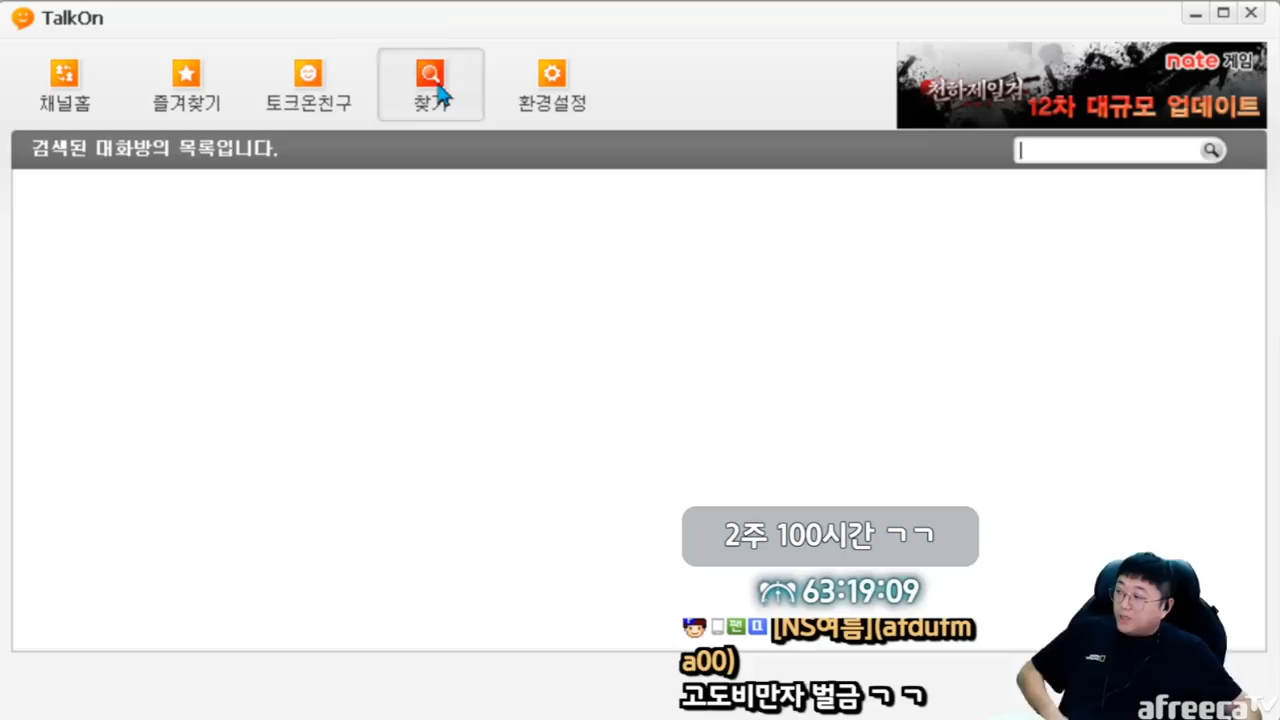 TalkOn
채널홈
즐겨찾기
토크온친구
찾기
환경설정
nate 게임
천하제일검
12차 대규모 업데이트
검색된 대화방의 목록입니다.
2주 100시간 ㄱㄱ
63:19:09
팬
[NS여름](afdufm
a00)
고도비만자 벌금 ㄱ ㄱ
afreecaTV